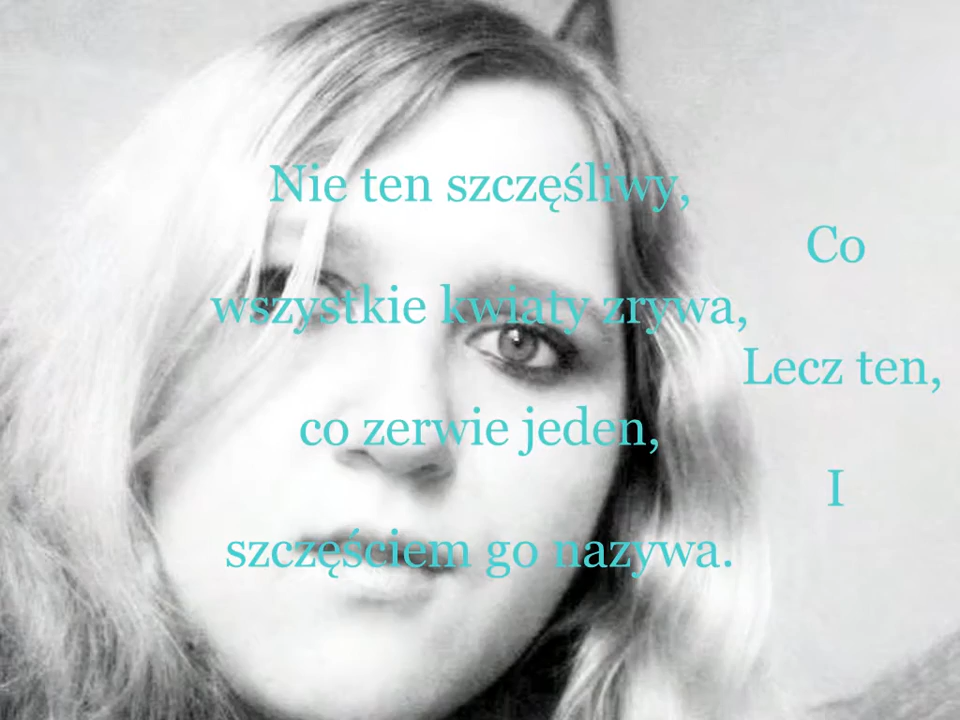 Nie ten szczęśliwy,
Co
wszystkie kwiaty zrywa,
Lecz ten,
co zerwie jeden,
I
szczęściem go nazywa.